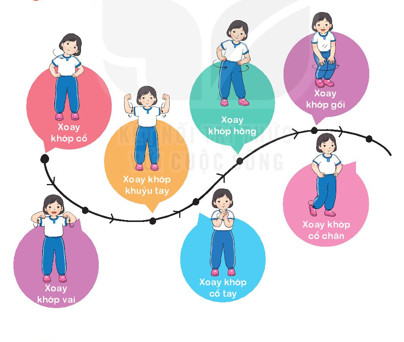 Xoay
khớp cổ
Xoay
khớp vai
Xoay khớp
khuỷu tay
Xoay khớp
cổ tay
Xoay
khớp hông
Xoay
khớp gối
Xoay khớp
cổ chân